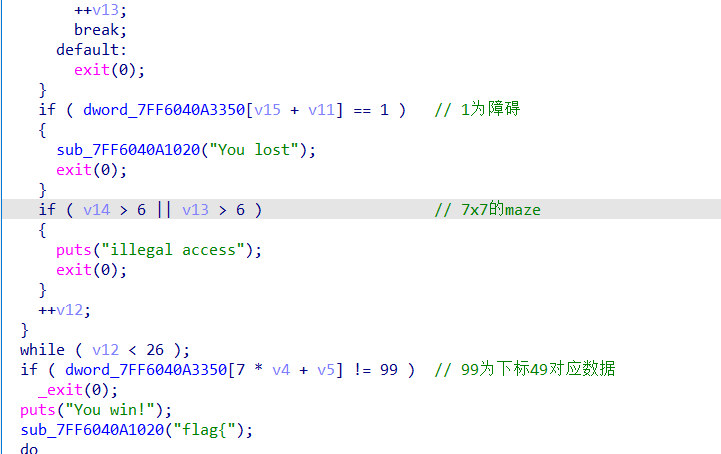 ++v13;
break;
default:
exit(0);
}
if ( dword_7FF6040A3350[v15 + v11] == 1 ) // 1为障碍
{
sub_7FF6040A1020("You lost");
exit(0);
}
if ( v14 > 6 || v13 > 6 ) // 7x7的maze
{
puts("illegal access");
exit(0);
}
++v12;
}
while ( v12 < 26 );
if ( dword_7FF6040A3350[7 * v4 + v5] != 99 ) // 99为下标49对应数据
_exit(0);
puts("You win!");
sub_7FF6040A1020("flag{");
do